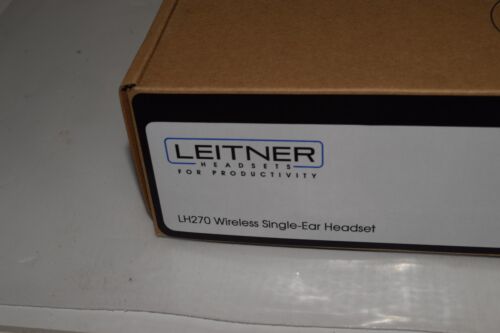 LEITNER
HEADSETS
FOR PRODUCTIVITY
LH270 Wireless Single-Ear Headset